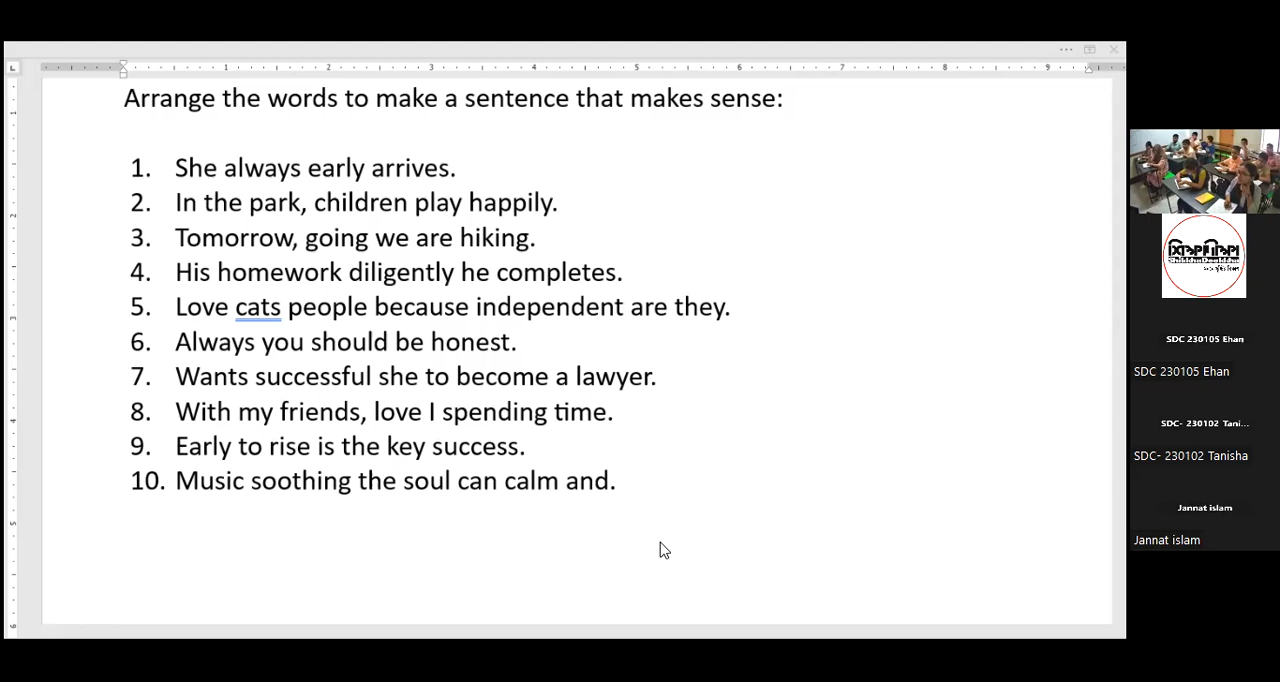 Arrange the words to make a sentence that makes sense:
1. She always early arrives.
2. In the park, children play happily.
3. Tomorrow, going we are hiking.
4. His homework diligently he completes.
5. Love cats people because independent are they.
6. Always you should be honest.
7. Wants successful she to become a lawyer.
8. With my friends, love I spending time.
9. Early to rise is the key success.
10. Music soothing the soul can calm and.
SDC 230105 Ehan
SDC 230105 Ehan
SDC- 230102 Tani...
SDC- 230102 Tanisha
Jannat islam
Jannat islam